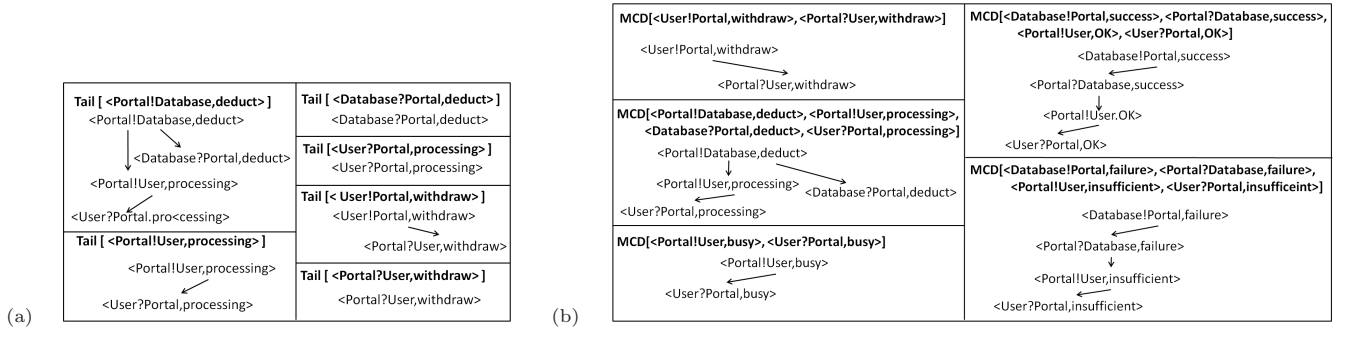 (a)
Tail [ <Portal!Database,deduct> ]
<Portal!Database,deduct>
<Database?Portal,deduct>
<Portal!User,processing>
<User?Portal.pro<cessing>
Tail [ <Portal!User,processing> ]
<Portal!User,processing>
<User?Portal,processing>
Tail [ <Database?Portal,deduct> ]
<Database?Portal,deduct>
Tail [<User?Portal,processing> ]
<User?Portal,processing>
Tail [ < User!Portal,withdraw> ]
<User!Portal,withdraw>
<Portal?User,withdraw>
Tail [ <Portal?User,withdraw> ]
<Portal?User,withdraw>
(b)
MCD[<User!Portal,withdraw>, <Portal?User,withdraw>]
<User!Portal,withdraw>
<Portal?User,withdraw>
MCD[<Portal!Database,deduct>, <Portal!User,processing>,
<Database?Portal,deduct>, <User?Portal,processing>]
<Portal!Database,deduct>
<Portal!User,processing>
<Database?Portal,deduct>
<User?Portal,processing>
MCD[<Portal!User,busy>, <User?Portal,busy>]
<Portal!User,busy>
<User?Portal,busy>
MCD[<Database!Portal,success>, <Portal?Database,success>,
<Portal!User,OK>, <User?Portal,OK>]
<Database!Portal,success>
<Portal?Database,success>
<Portal!User.OK>
<User?Portal,OK>
MCD[<Database!Portal,failure>, <Portal?Database,failure>,
<Portal!User,insufficient>, <User?Portal,insufficeint>]
<Database!Portal,failure>
<Portal?Database,failure>
<Portal!User,insufficient>
<User?Portal,insufficient>